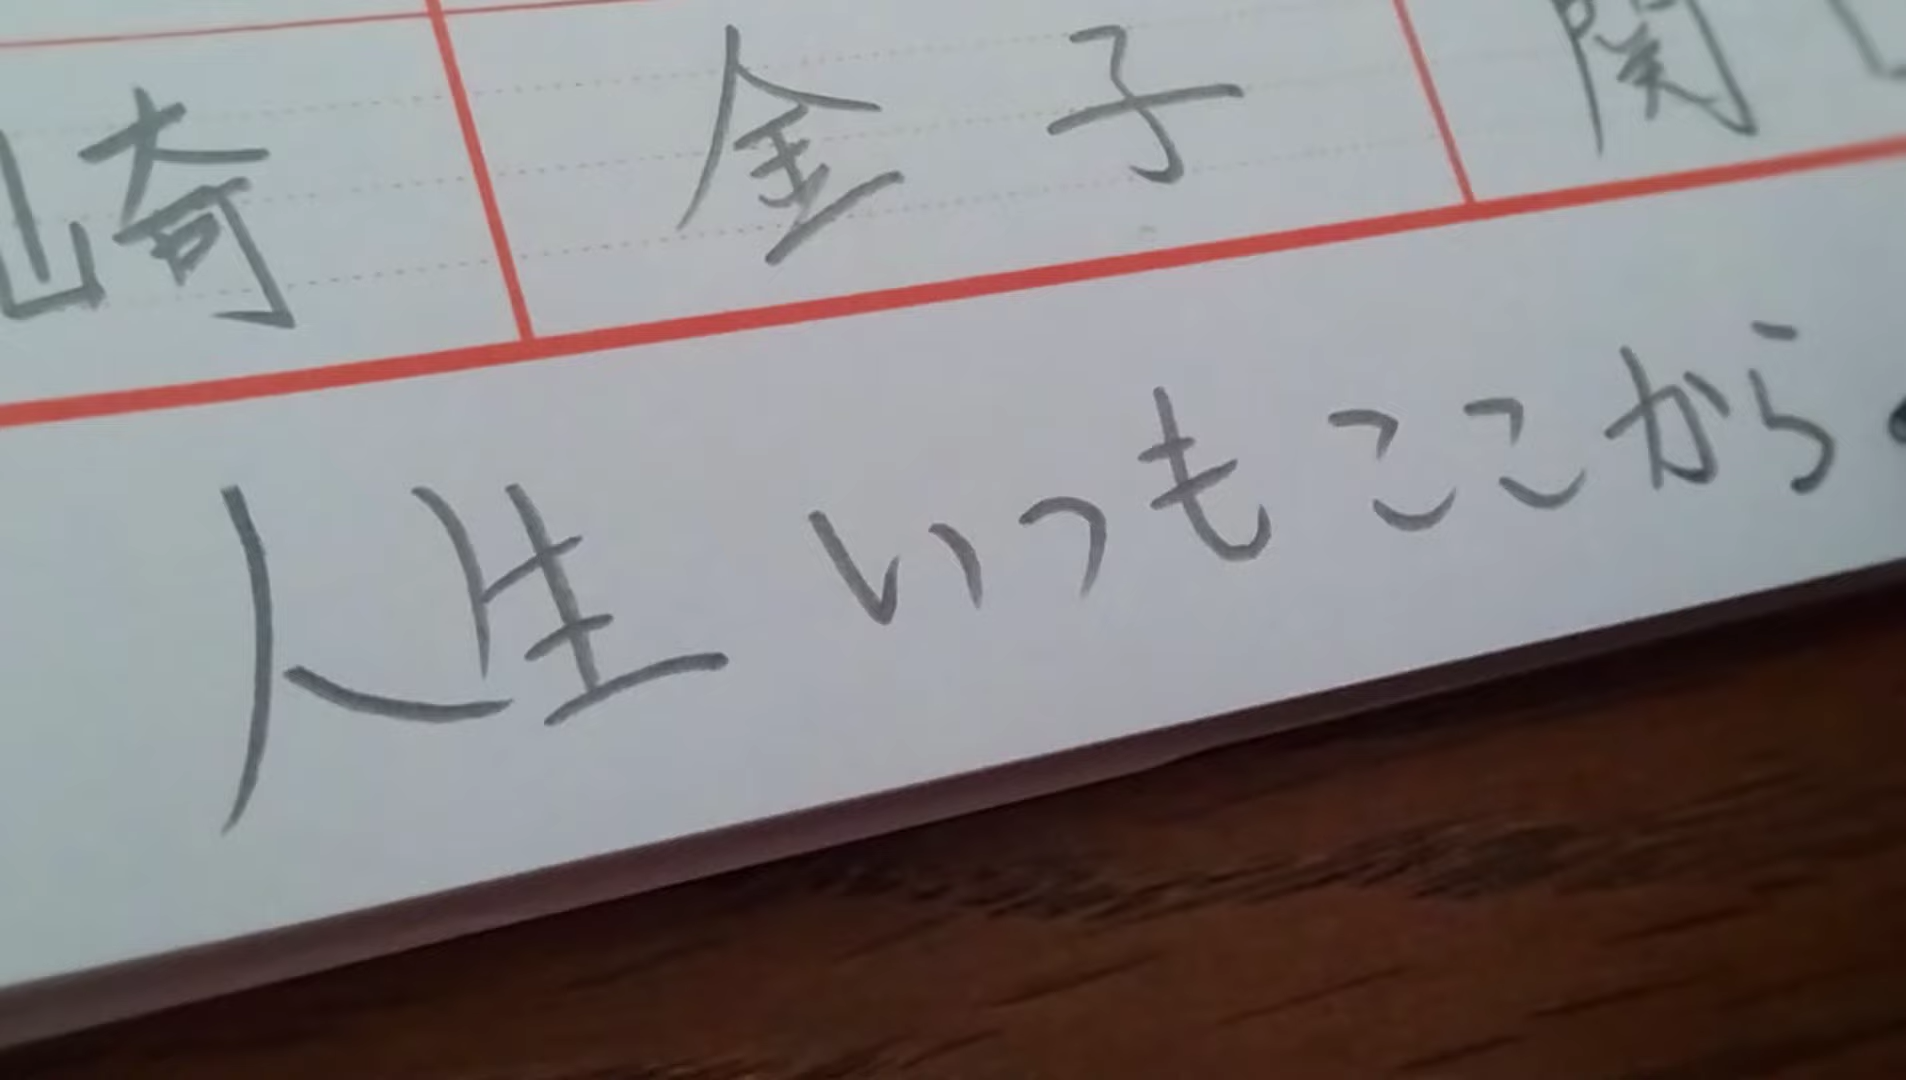 崎 金子 関
人生いつもここから